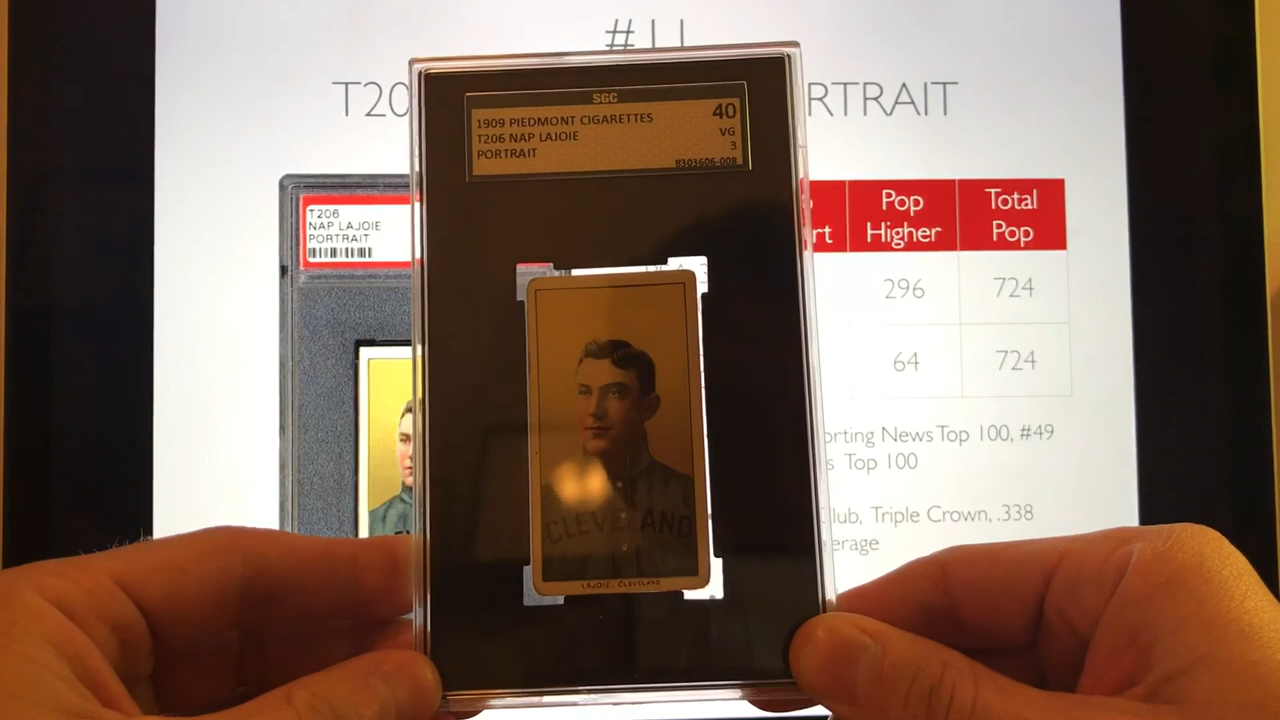 #11
T20
RTRAIT
SGC
1909 PIEDMONT CIGARETTES 40
T206 NAP LAJOIE VG
PORTRAIT 3
8303606-008
T206
NAP LAJOIE
PORTRAIT
rt
Pop Higher
Total Pop
296 724
64 724
orting News Top 100, #49
s Top 100
lub, Triple Crown, .338
erage
CLEVELAND
LAJOIE, CLEVELAND